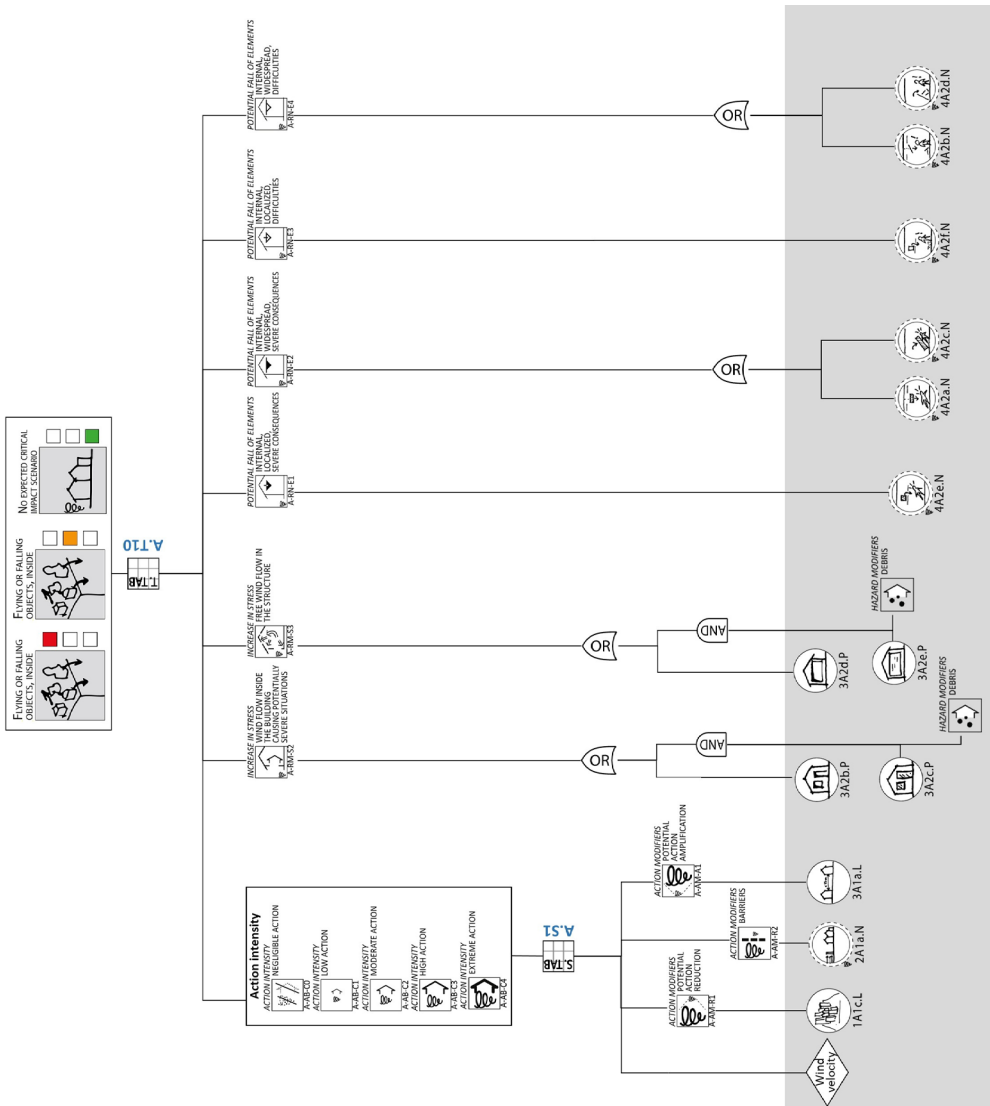 FLYING OR FALLING
OBJECTS, INSIDE
FLYING OR FALLING
OBJECTS, INSIDE
NO EXPECTED CRITICAL
IMPACT SCENARIO
T.TAB
A.T10
Action intensity
ACTION INTENSITY
NEGLIGIBLE ACTION
A-AB-C0
ACTION INTENSITY
LOW ACTION
A-AB-C1
ACTION INTENSITY
MODERATE ACTION
A-AB-C2
ACTION INTENSITY
HIGH ACTION
A-AB-C3
ACTION INTENSITY
EXTREME ACTION
A-AB-C4
INCREASE IN STRESS
WIND FLOW INSIDE
THE BUILDING
CAUSING POTENTIALLY
SEVERE SITUATIONS
A-RM-S2
INCREASE IN STRESS
FREE WIND FLOW IN
THE STRUCTURE
A-RM-S3
POTENTIAL FALL OF ELEMENTS
INTERNAL,
LOCALIZED,
SEVERE CONSEQUENCES
A-RN-E1
POTENTIAL FALL OF ELEMENTS
INTERNAL,
WIDESPREAD,
SEVERE CONSEQUENCES
A-RN-E2
POTENTIAL FALL OF ELEMENTS
INTERNAL,
LOCALIZED,
DIFFICULTIES
A-RN-E3
POTENTIAL FALL OF ELEMENTS
INTERNAL,
WIDESPREAD,
DIFFICULTIES
A-RN-E4
S.TAB
A.S1
ACTION MODIFIERS
POTENTIAL
ACTION
REDUCTION
A-AM-R1
ACTION MODIFIERS
BARRIERS
A-AM-R2
ACTION MODIFIERS
POTENTIAL
ACTION
AMPLIFICATION
A-AM-A1
OR
OR
OR
OR
AND
AND
Wind
velocity
1A1c.L
2A1a.N
3A1a.L
3A2b.P
3A2c.P
HAZARD MODIFIERS
DEBRIS
3A2d.P
3A2e.P
HAZARD MODIFIERS
DEBRIS
4A2e.N
4A2a.N
4A2c.N
4A2f.N
4A2b.N
4A2d.N